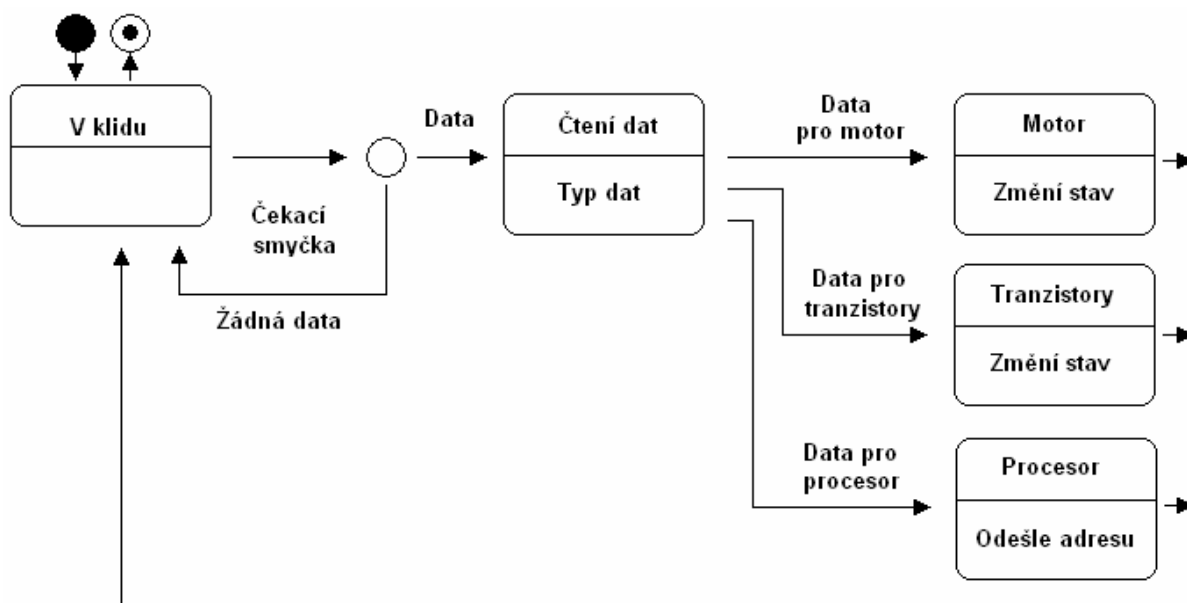 V klidu
Čekací
smyčka
Žádná data
Data
Čtení dat
Typ dat
Data
pro motor
Motor
Změní stav
Data pro
tranzistory
Tranzistory
Změní stav
Data pro
procesor
Procesor
Odešle adresu